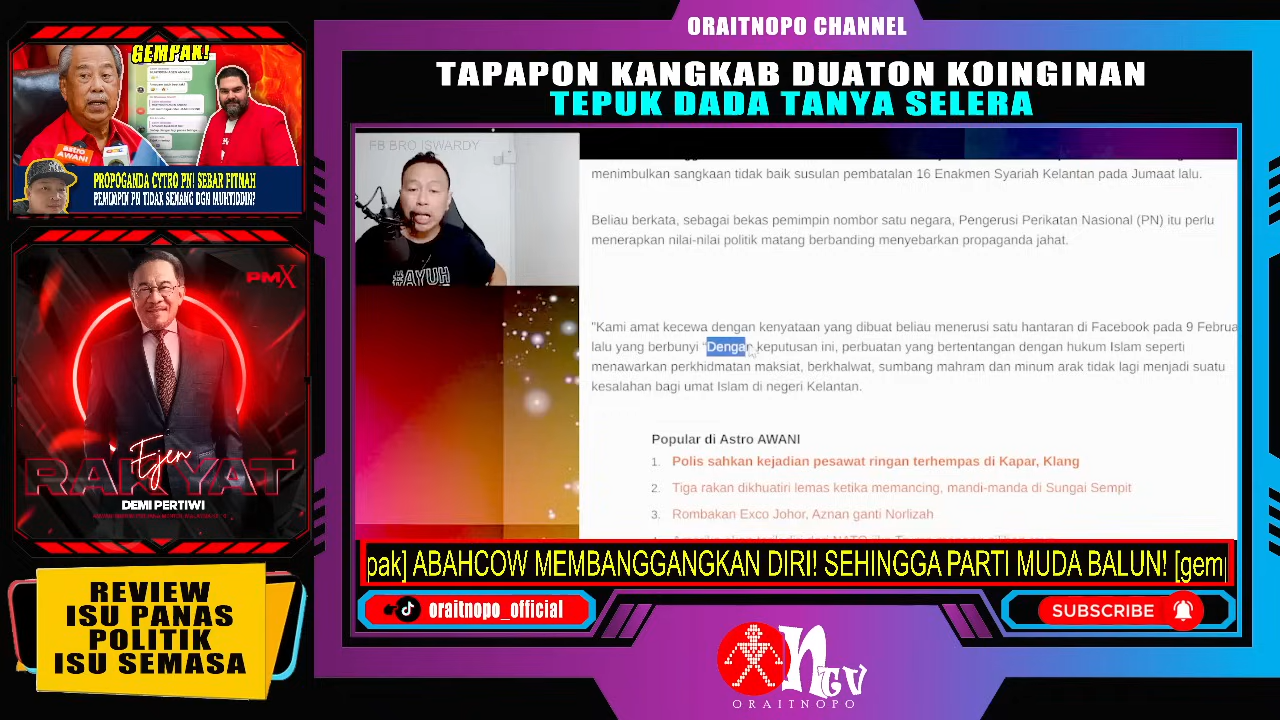 ORAITNOPO CHANNEL
TAPAPON KANGKAB DUATON KOINGINAN
TEPUK DADA TANYA SELERA
GEMPAK!
ASTRO
AWANI
PROPOGANDA CYTRO PN! SEBAR FITNAH
PEMIMPIN PN TIDAK SENANG DGN MUHYIDDIN?
PMX
Ejen
RAKYAT
DEMI PERTIWI
REVIEW
ISU PANAS
POLITIK
ISU SEMASA
FB BRO ISWARDY
#AYUH
menimbulkan sangkaan tidak baik susulan pembatalan 16 Enakmen Syariah Kelantan pada Jumaat lalu.
Beliau berkata, sebagai bekas pemimpin nombor satu negara, Pengerusi Perikatan Nasional (PN) itu perlu
menerapkan nilai-nilai politik matang berbanding menyebarkan propaganda jahat.
"Kami amat kecewa dengan kenyataan yang dibuat beliau menerusi satu hantaran di Facebook pada 9 Februa
lalu yang berbunyi "Dengan keputusan ini, perbuatan yang bertentangan dengan hukum Islam seperti
menawarkan perkhidmatan maksiat, berkhalwat, sumbang mahram dan minum arak tidak lagi menjadi suatu
kesalahan bagi umat Islam di negeri Kelantan.
Popular di Astro AWANI
1. Polis sahkan kejadian pesawat ringan terhempas di Kapar, Klang
2. Tiga rakan dikhuatiri lemas ketika memancing, mandi-manda di Sungai Sempit
3. Rombakan Exco Johor, Aznan ganti Norlizah
pak] ABAHCOW MEMBANGGANGKAN DIRI! SEHINGGA PARTI MUDA BALUN! [gem
oraitnopo_official
SUBSCRIBE
nTV
ORAITNOPO